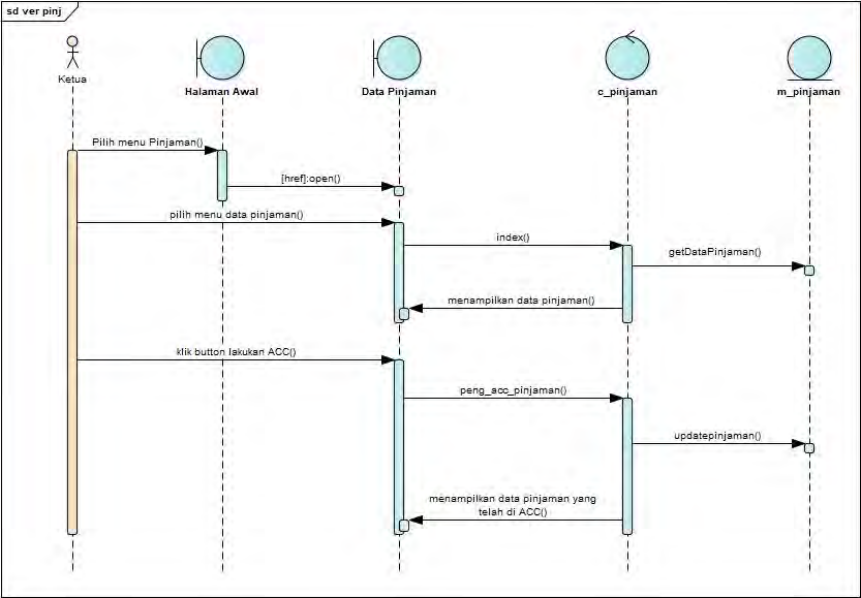 sd ver pinj
Ketua
Halaman Awal
Data Pinjaman
c_pinjaman
m_pinjaman
Pilih menu Pinjaman()
[href]:open()
pilih menu data pinjaman()
index()
getDataPinjaman()
menampilkan data pinjaman()
klik button lakukan ACC()
peng_acc_pinjaman()
updatepinjaman()
menampilkan data pinjaman yang
telah di ACC()